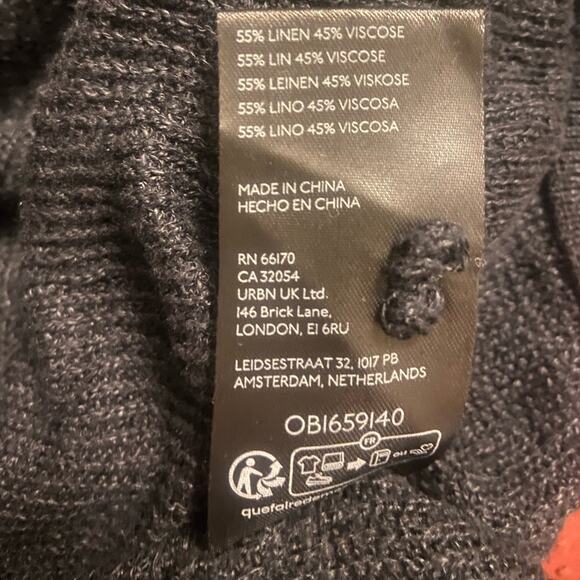 55% LINEN 45% VISCOSE
55% LIN 45% VISCOSE
55% LEINEN 45% VISKOSE
55% LINO 45% VISCOSA
55% LINO 45% VISCOSA
MADE IN CHINA
HECHO EN CHINA
RN 66170
CA 32054
URBN UK Ltd.
146 Brick Lane,
LONDON, E1 6RU
LEIDSESTRAAT 32, 1017 PB
AMSTERDAM, NETHERLANDS
OB1659140
FR
ou